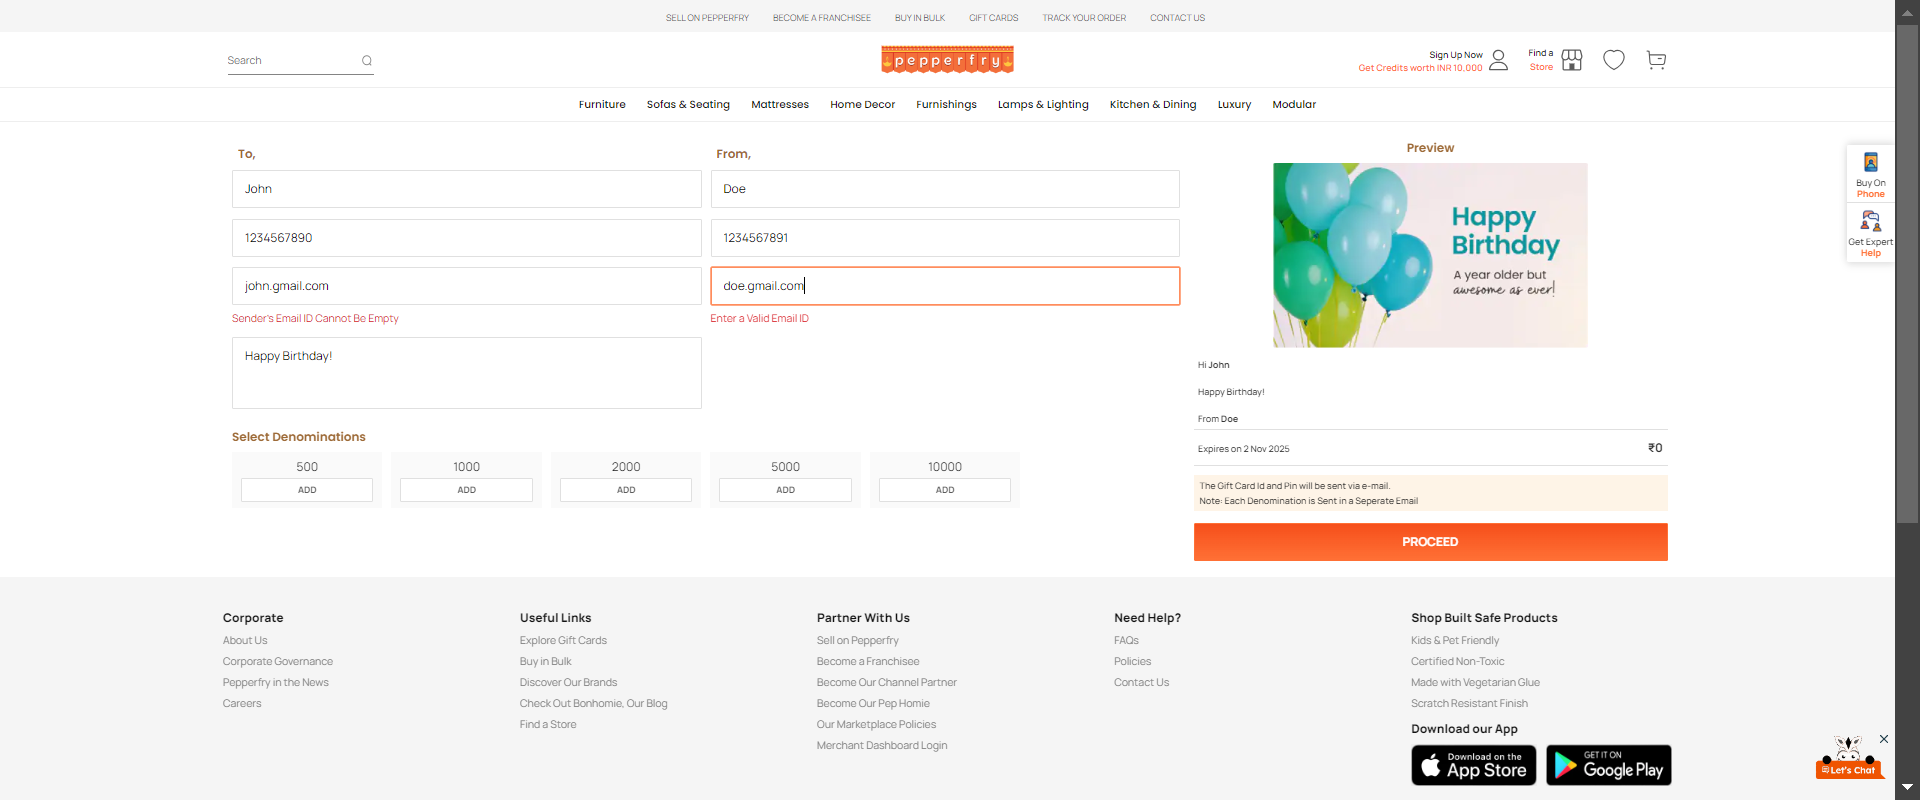 SELL ON PEPPERFRY BECOME A FRANCHISEE BUY IN BULK GIFT CARDS TRACK YOUR ORDER CONTACT US
Search
pepperfry
Sign Up Now
Get Credits worth INR 10,000
Find a
Store
Furniture Sofas & Seating Mattresses Home Decor Furnishings Lamps & Lighting Kitchen & Dining Luxury Modular
To,
From,
John
Doe
1234567890
1234567891
john.gmail.com
doe.gmail.com
Sender's Email ID Cannot Be Empty
Enter a Valid Email ID
Happy Birthday!
Select Denominations
500 1000 2000 5000 10000
ADD ADD ADD ADD ADD
Preview
Happy
Birthday
A year older but
awesome as ever!
Hi John
Happy Birthday!
From Doe
Expires on 2 Nov 2025 ₹0
The Gift Card Id and Pin will be sent via e-mail.
Note: Each Denomination is Sent in a Seperate Email
PROCEED
Buy On
Phone
Get Expert
Help
Corporate
About Us
Corporate Governance
Pepperfry in the News
Careers
Useful Links
Explore Gift Cards
Buy in Bulk
Discover Our Brands
Check Out Bonhomie, Our Blog
Find a Store
Partner With Us
Sell on Pepperfry
Become a Franchisee
Become Our Channel Partner
Become Our Pep Homie
Our Marketplace Policies
Merchant Dashboard Login
Need Help?
FAQs
Policies
Contact Us
Shop Built Safe Products
Kids & Pet Friendly
Certified Non-Toxic
Made with Vegetarian Glue
Scratch Resistant Finish
Download our App
Download on the
App Store
GET IT ON
Google Play
Let's Chat